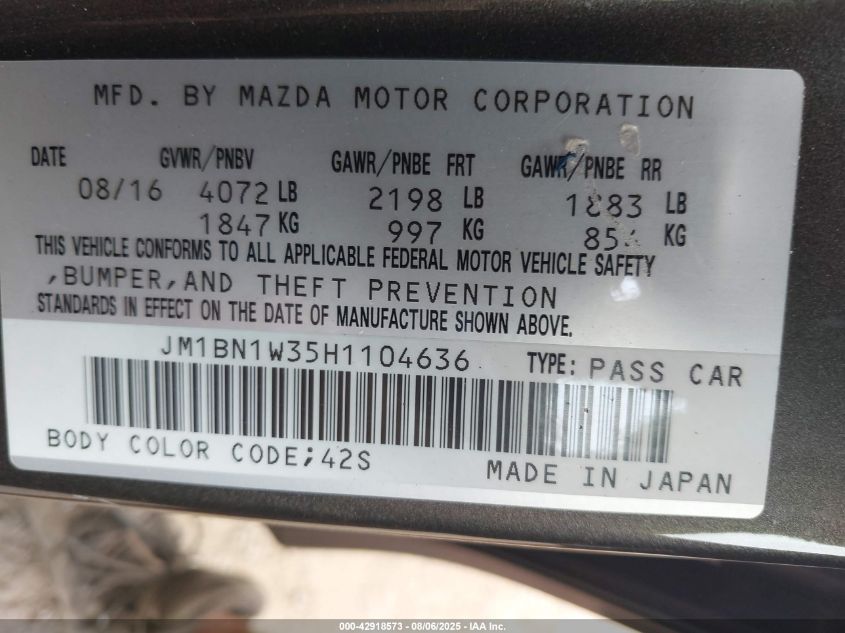 MFD. BY MAZDA MOTOR CORPORATION
DATE GVWR/PNBV GAWR/PNBE FRT GAWR/PNBE RR
08/16 4072 LB 2198 LB 1883 LB
1847 KG 997 KG KG
THIS VEHICLE CONFORMS TO ALL APPLICABLE FEDERAL MOTOR VEHICLE SAFETY
,BUMPER,AND THEFT PREVENTION
STANDARDS IN EFFECT ON THE DATE OF MANUFACTURE SHOWN ABOVE.
JM1BN1W35H1104636 TYPE: PASS CAR
BODY COLOR CODE;42S
MADE IN JAPAN
000-42918573 - 08/06/2025 - IAA Inc.